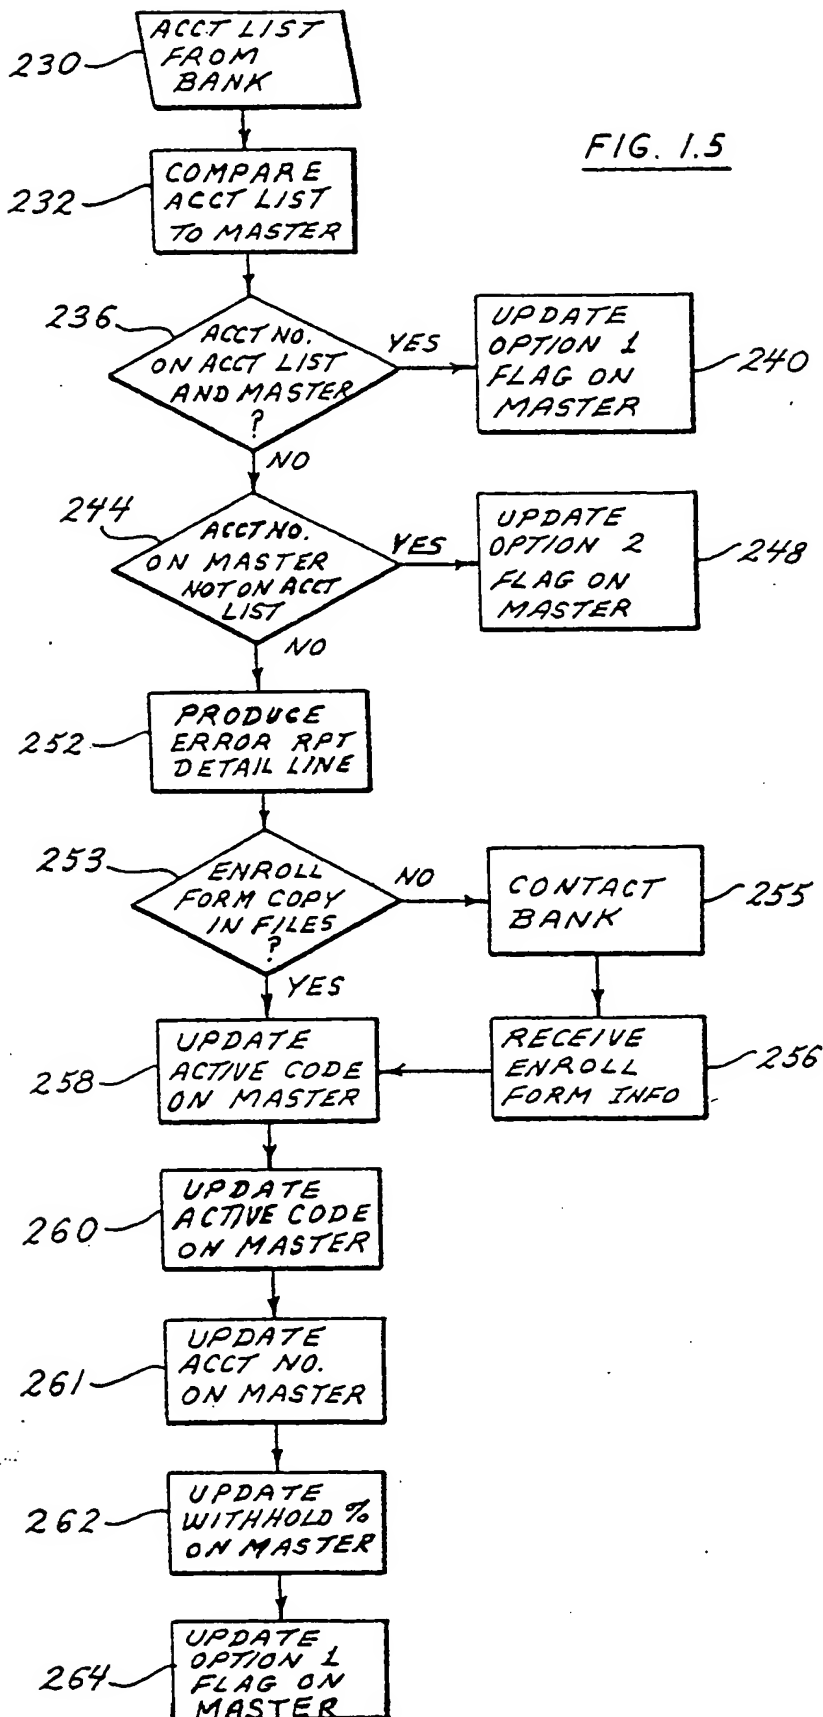 ACCT LIST
FROM
BANK
230
FIG. 1.5
COMPARE
ACCT LIST
TO MASTER
232
236
ACCT NO.
ON ACCT LIST
AND MASTER
?
YES
UPDATE
OPTION 1
FLAG ON
MASTER
240
NO
244
ACCT NO.
ON MASTER
NOT ON ACCT
LIST
YES
UPDATE
OPTION 2
FLAG ON
MASTER
248
NO
PRODUCE
ERROR RPT
DETAIL LINE
252
253
ENROLL
FORM COPY
IN FILES
?
NO
CONTACT
BANK
255
YES
UPDATE
ACTIVE CODE
ON MASTER
258
RECEIVE
ENROLL
FORM INFO
256
UPDATE
ACTIVE CODE
ON MASTER
260
UPDATE
ACCT NO.
ON MASTER
261
UPDATE
WITHHOLD %
ON MASTER
262
UPDATE
OPTION 1
FLAG ON
MASTER
264